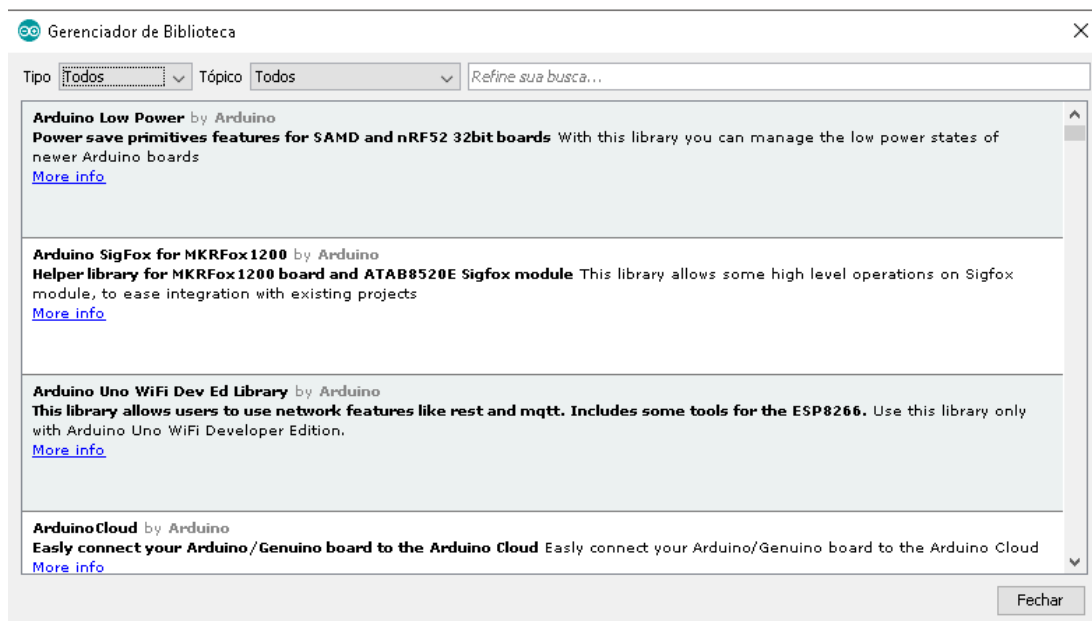 Gerenciador de Biblioteca
Tipo Todos Tópico Todos Refine sua busca...
Arduino Low Power by Arduino
Power save primitives features for SAMD and nRF52 32bit boards With this library you can manage the low power states of
newer Arduino boards
More info
Arduino SigFox for MKRFox1200 by Arduino
Helper library for MKRFox1200 board and ATAB8520E Sigfox module This library allows some high level operations on Sigfox
module, to ease integration with existing projects
More info
Arduino Uno WiFi Dev Ed Library by Arduino
This library allows users to use network features like rest and mqtt. Includes some tools for the ESP8266. Use this library only
with Arduino Uno WiFi Developer Edition.
More info
ArduinoCloud by Arduino
Easly connect your Arduino/Genuino board to the Arduino Cloud Easly connect your Arduino/Genuino board to the Arduino Cloud
More info
Fechar